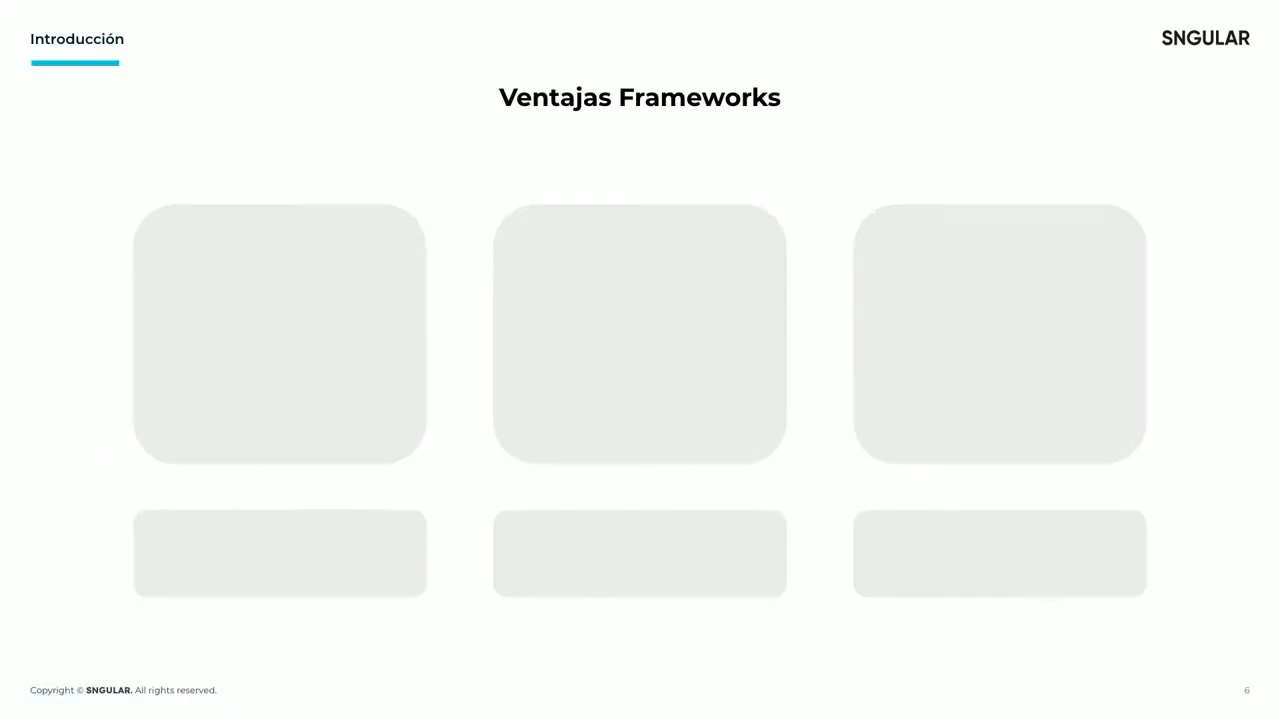 Introducción
SNGULAR
Ventajas Frameworks
Copyright © SNGULAR. All rights reserved.
6